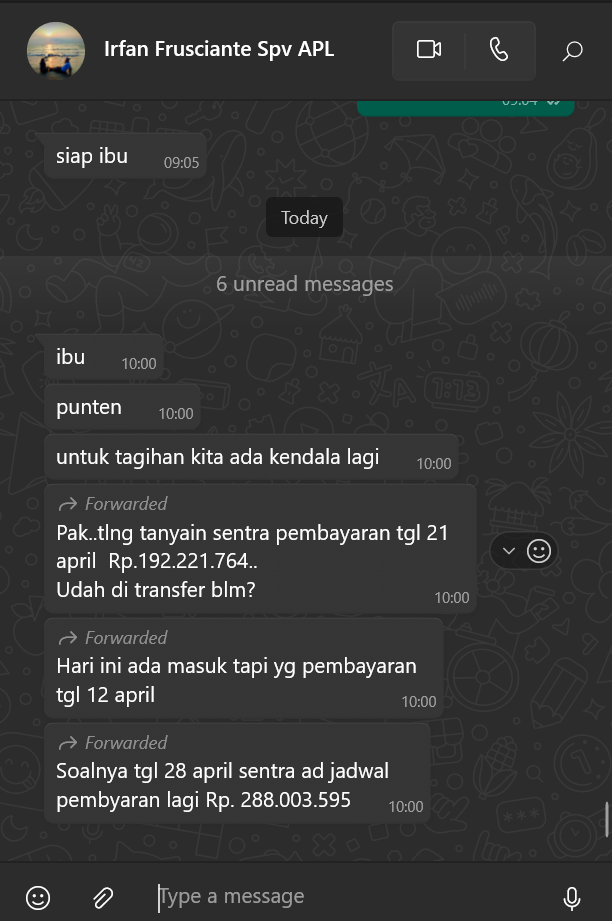 Irfan Frusciante Spv APL
siap ibu
09:05
Today
6 unread messages
ibu
10:00
punten
10:00
untuk tagihan kita ada kendala lagi
10:00
Forwarded
Pak..tlng tanyain sentra pembayaran tgl 21
april Rp.192.221.764..
Udah di transfer blm?
10:00
Forwarded
Hari ini ada masuk tapi yg pembayaran
tgl 12 april
10:00
Forwarded
Soalnya tgl 28 april sentra ad jadwal
pembyaran lagi Rp. 288.003.595
10:00
Type a message